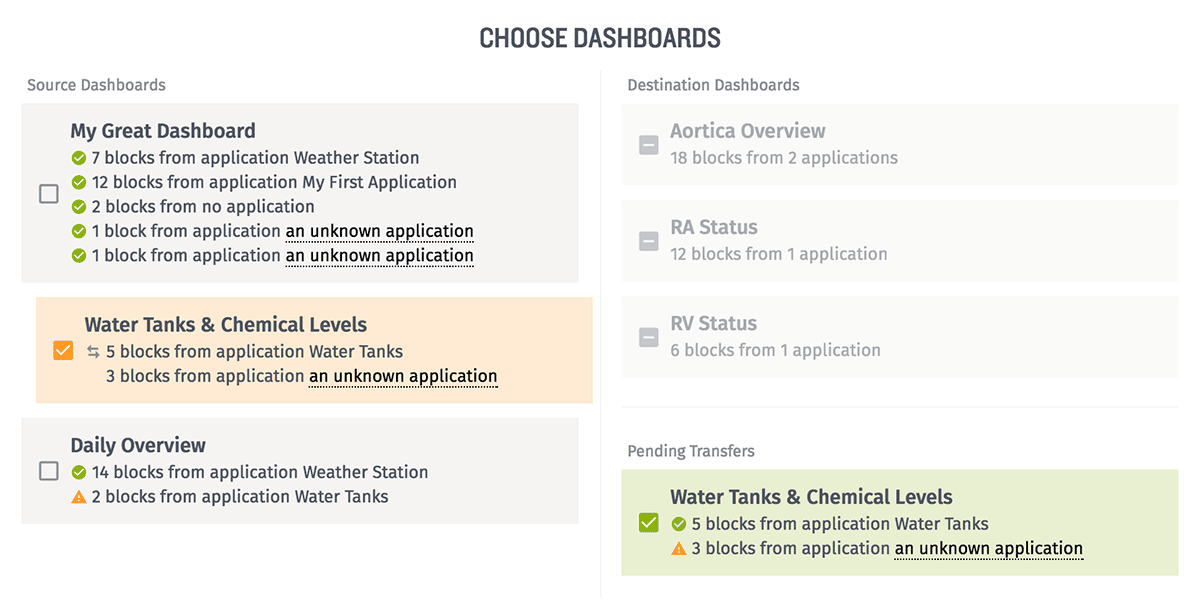 CHOOSE DASHBOARDS
Source Dashboards
My Great Dashboard
7 blocks from application Weather Station
12 blocks from application My First Application
2 blocks from no application
1 block from application an unknown application
1 block from application an unknown application
Water Tanks & Chemical Levels
5 blocks from application Water Tanks
3 blocks from application an unknown application
Daily Overview
14 blocks from application Weather Station
2 blocks from application Water Tanks
Destination Dashboards
Aortica Overview
18 blocks from 2 applications
RA Status
12 blocks from 1 application
RV Status
6 blocks from 1 application
Pending Transfers
Water Tanks & Chemical Levels
5 blocks from application Water Tanks
3 blocks from application an unknown application